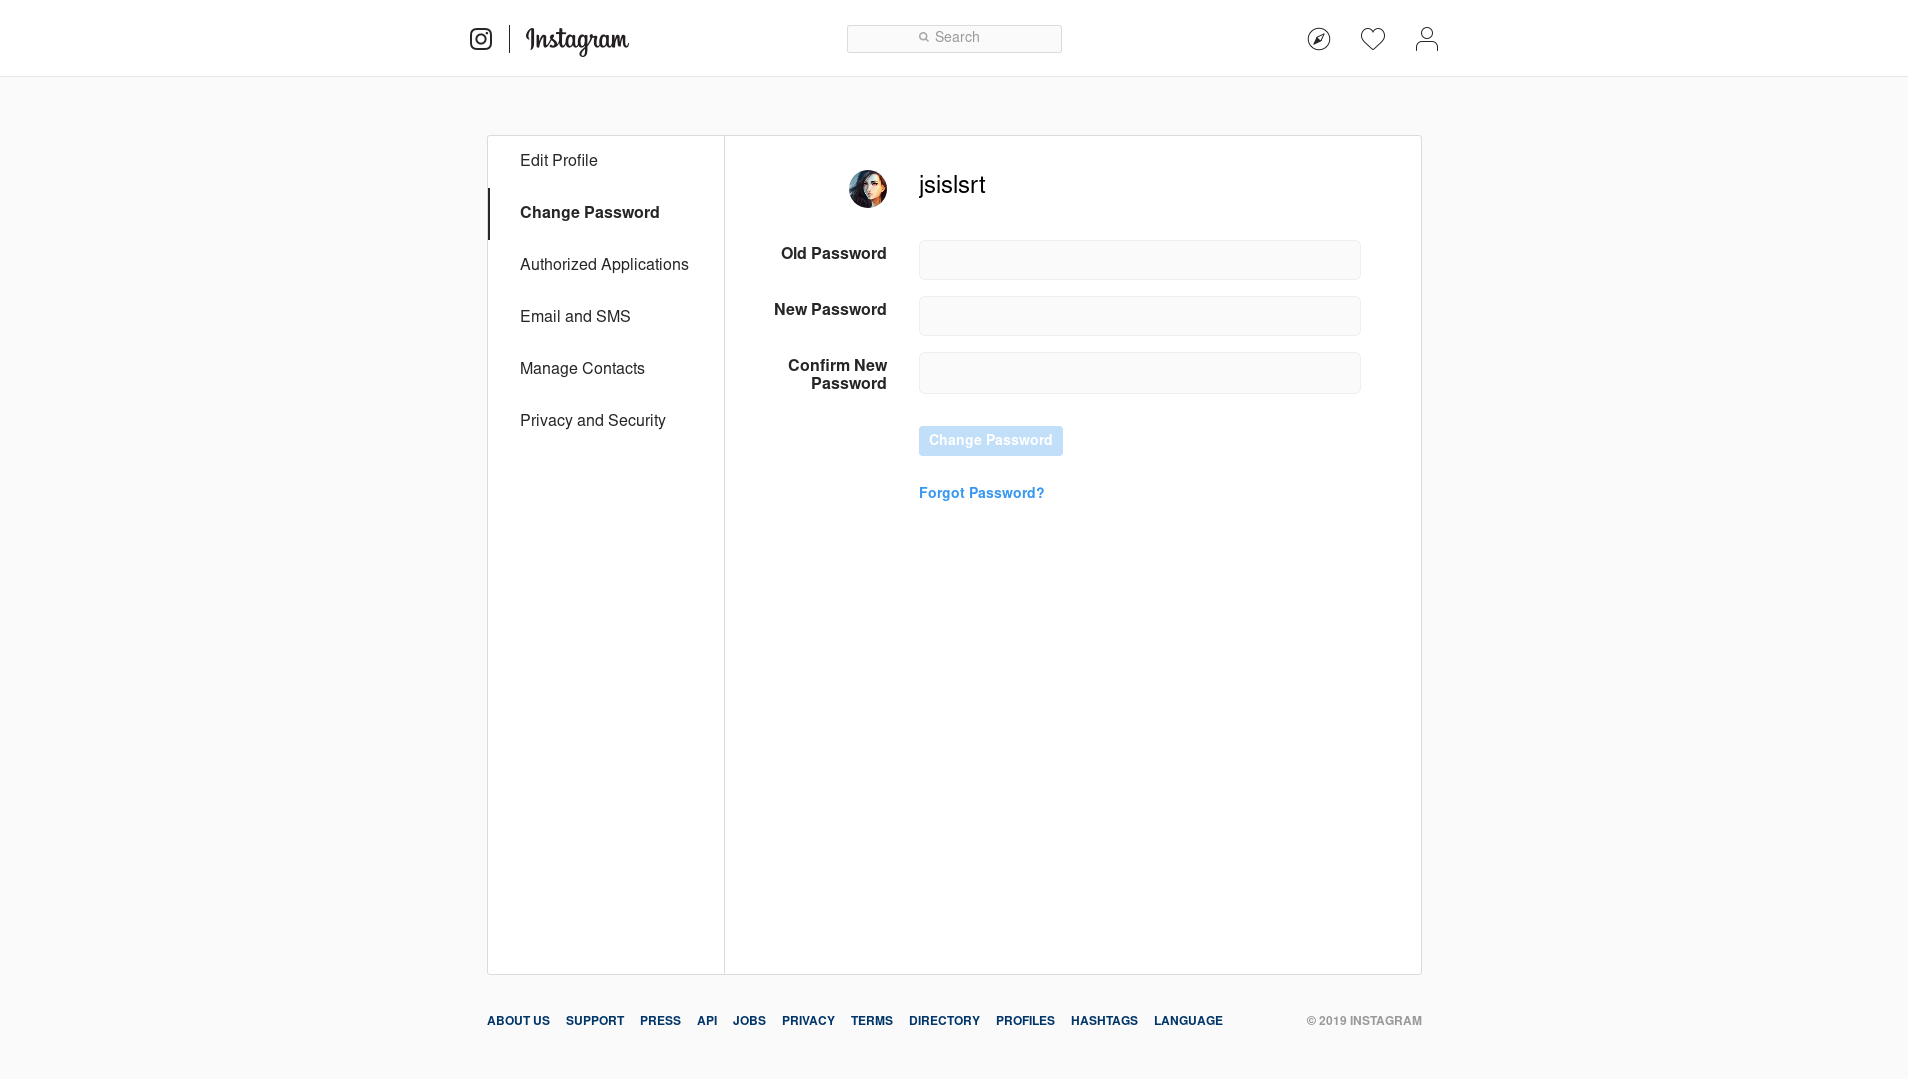 Instagram
Search
Edit Profile
Change Password
Authorized Applications
Email and SMS
Manage Contacts
Privacy and Security
jsislsrt
Old Password
New Password
Confirm New
Password
Change Password
Forgot Password?
ABOUT US SUPPORT PRESS API JOBS PRIVACY TERMS DIRECTORY PROFILES HASHTAGS LANGUAGE © 2019 INSTAGRAM